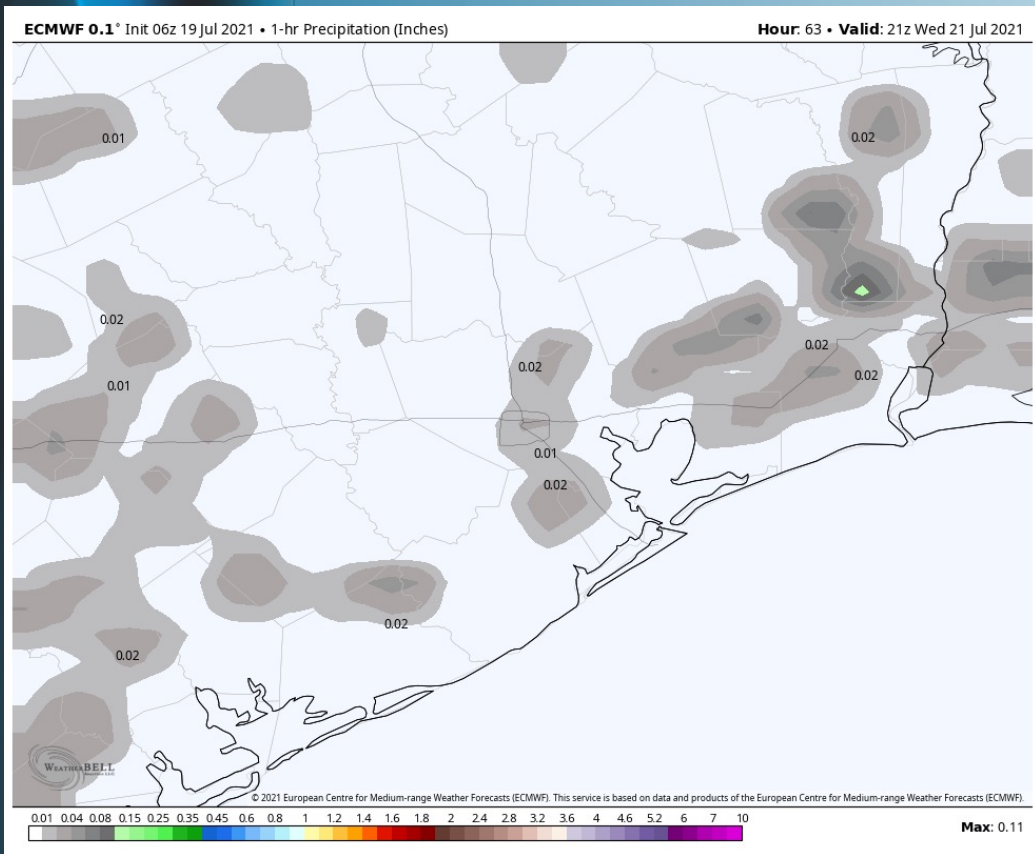 ECMWF 0.1° Init 06z 19 Jul 2021 • 1-hr Precipitation (Inches)
Hour: 63 • Valid: 21z Wed 21 Jul 2021
0.01
0.02
0.02
0.01
0.02
0.02
0.02
0.01
0.02
0.02
0.02
WEATHERBELL
© 2021 European Centre for Medium-range Weather Forecasts (ECMWF). This service is based on data and products of the European Centre for Medium-range Weather Forecasts (ECMWF).
0.01 0.04 0.08 0.15 0.25 0.35 0.45 0.6 0.8 1 1.2 1.4 1.6 1.8 2 2.4 2.8 3.2 3.6 4 4.6 5.2 6 7 10
Max: 0.11